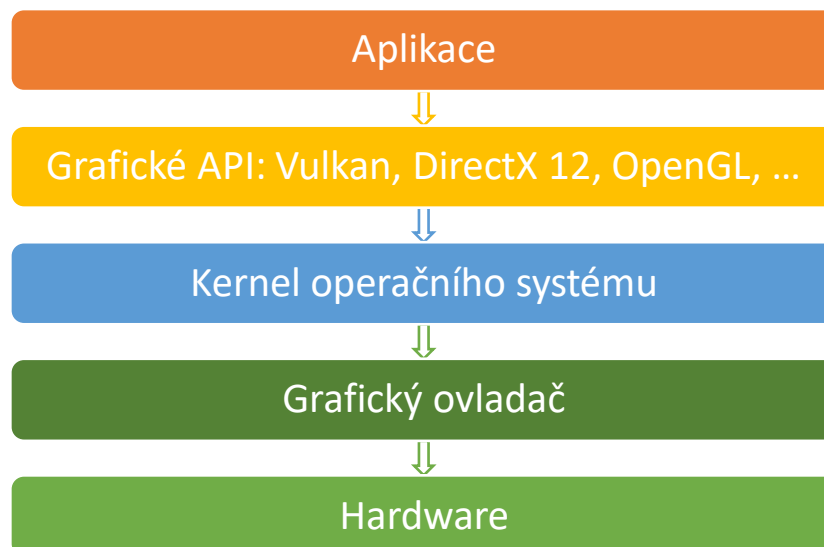 Aplikace
Grafické API: Vulkan, DirectX 12, OpenGL, ...
Kernel operačního systému
Grafický ovladač
Hardware